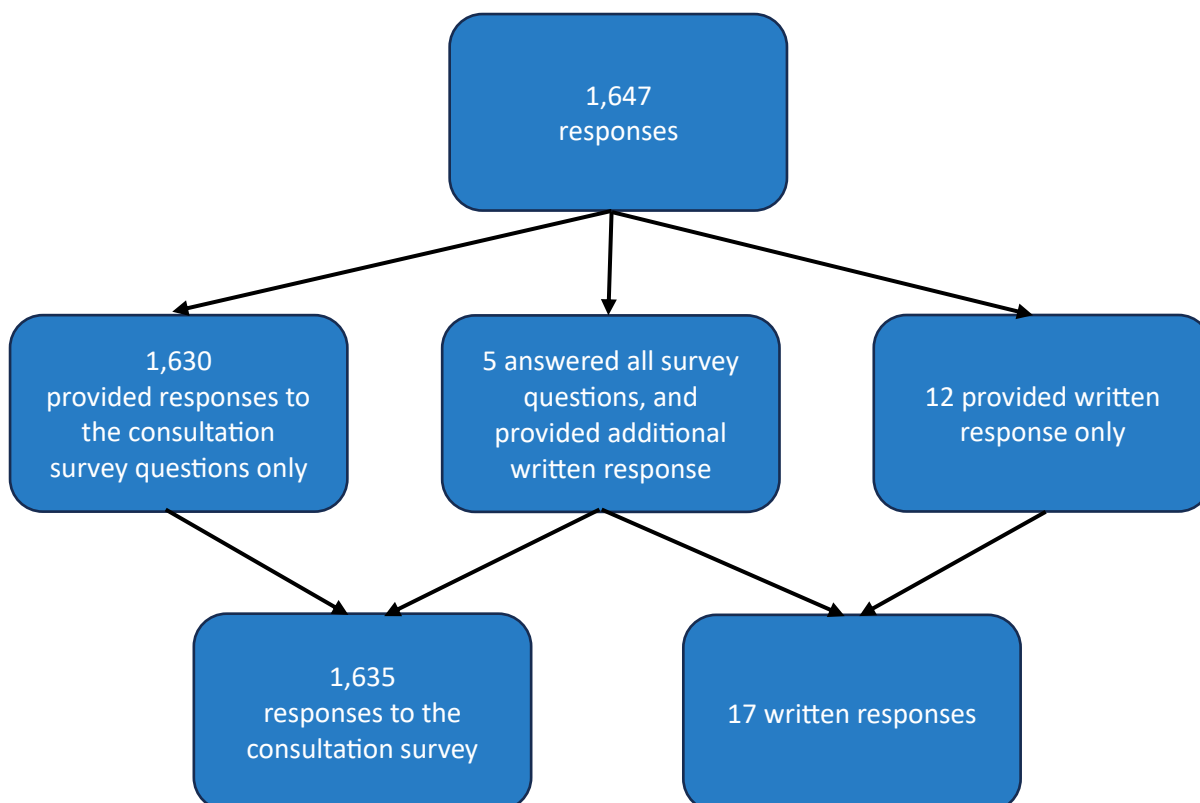 1,647
responses
1,630
provided responses to
the consultation
survey questions only
5 answered all survey
questions, and
provided additional
written response
12 provided written
response only
1,635
responses to the
consultation survey
17 written responses